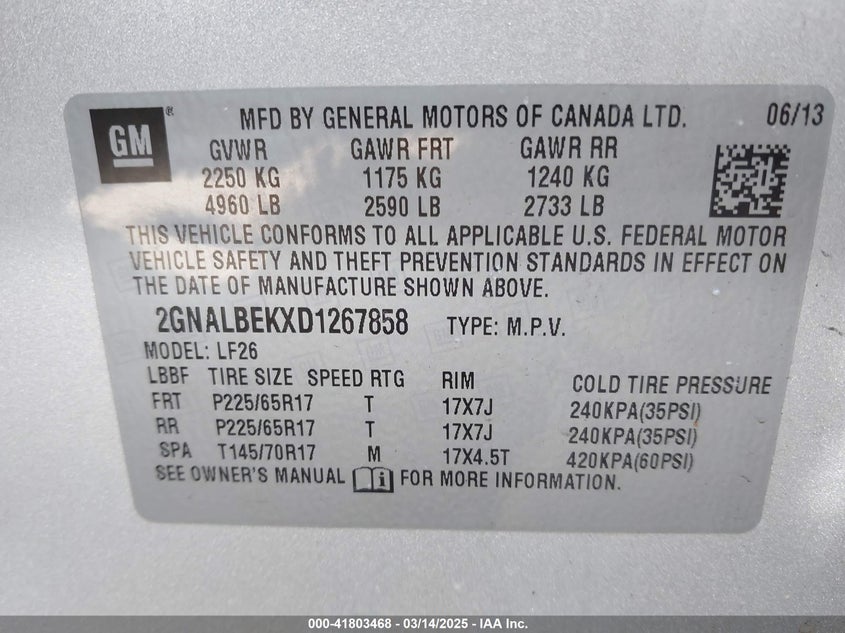 GM ® MFD BY GENERAL MOTORS OF CANADA LTD. 06/13
GVWR GAWR FRT GAWR RR
2250 KG 1175 KG 1240 KG
4960 LB 2590 LB 2733 LB
THIS VEHICLE CONFORMS TO ALL APPLICABLE U.S. FEDERAL MOTOR
VEHICLE SAFETY AND THEFT PREVENTION STANDARDS IN EFFECT ON
THE DATE OF MANUFACTURE SHOWN ABOVE.
2GNALBEKXD1267858 TYPE: M.P.V.
MODEL: LF26
LBBF TIRE SIZE SPEED RTG RIM COLD TIRE PRESSURE
FRT P225/65R17 T 17X7J 240KPA(35PSI)
RR P225/65R17 T 17X7J 240KPA(35PSI)
SPA T145/70R17 M 17X4.5T 420KPA(60PSI)
SEE OWNER'S MANUAL FOR MORE INFORMATION.
000-41803468 - 03/14/2025 - IAA Inc.